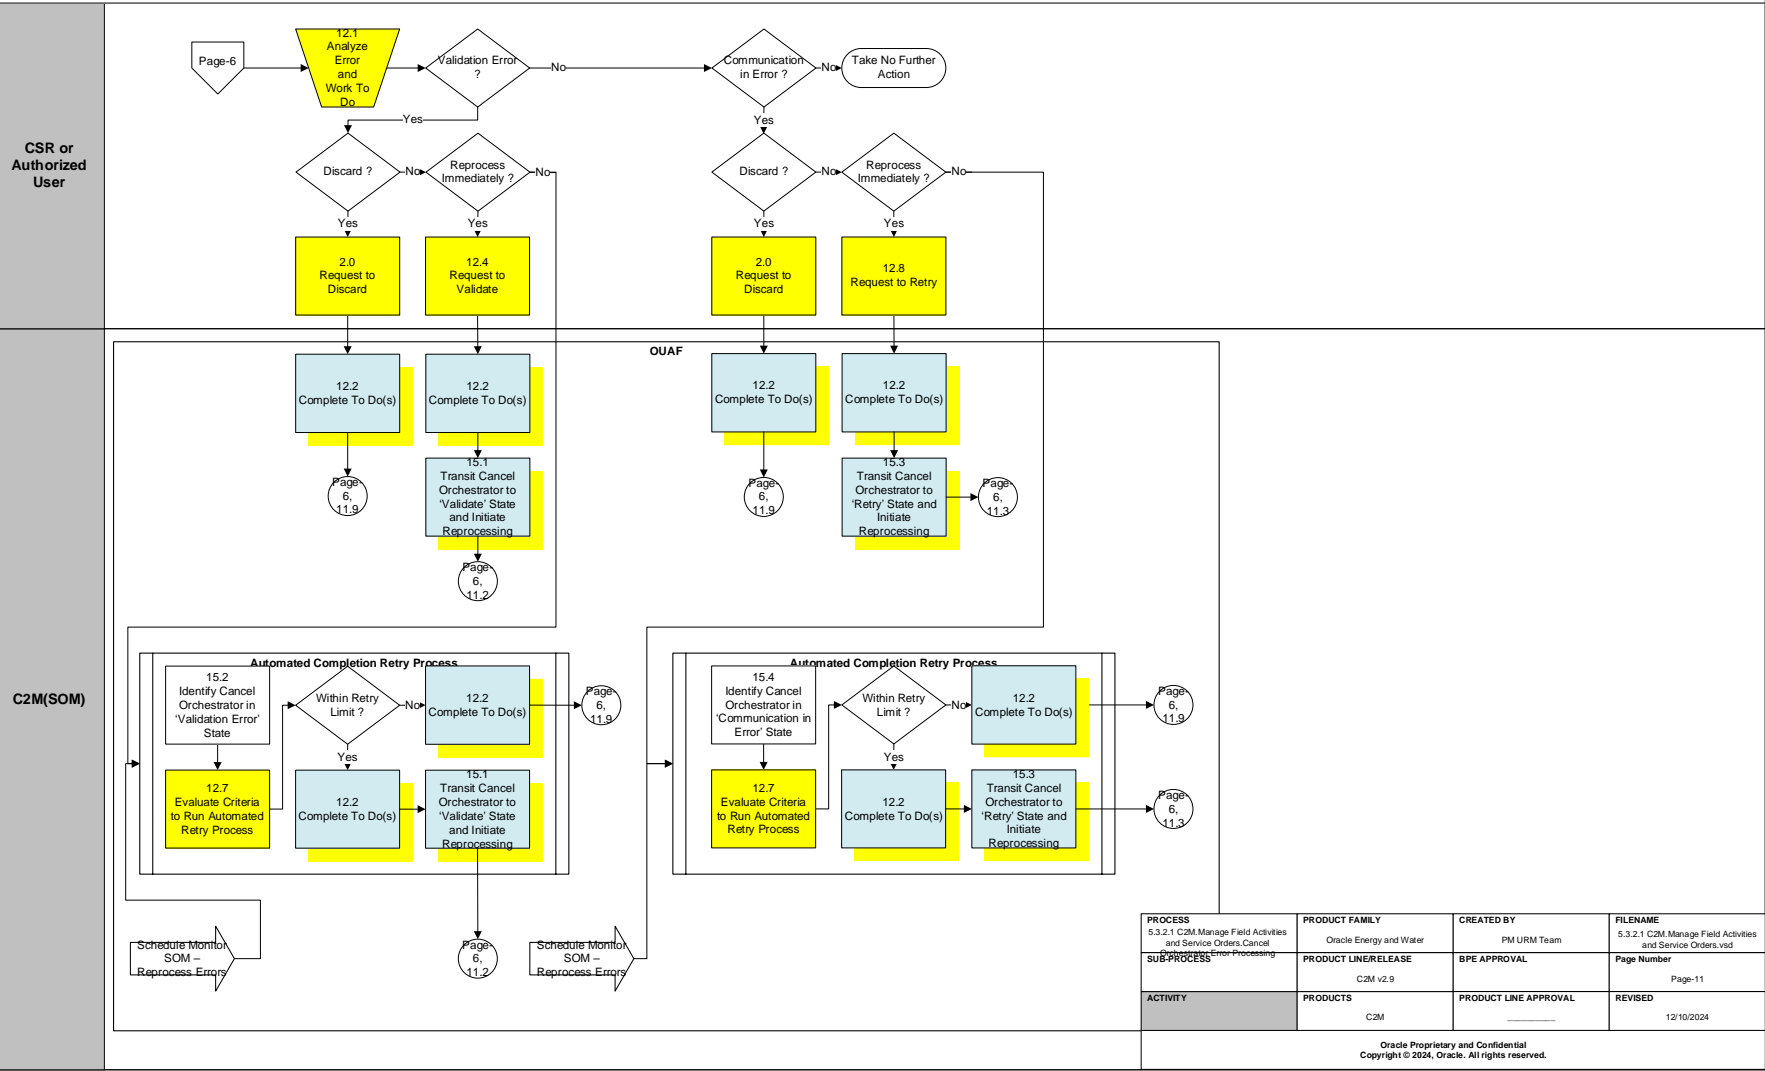 CSR or
Authorized
User
Page-6
12.1
Analyze
Error
and
Work To
Do
Validation Error
?
No
Communication
in Error ?
No
Take No Further
Action
Yes
Yes
Discard ?
No
Reprocess
Immediately ?
No
Discard ?
No
Reprocess
Immediately ?
No
Yes
Yes
Yes
Yes
2.0
Request to
Discard
12.4
Request to
Validate
2.0
Request to
Discard
12.8
Request to Retry
C2M(SOM)
OUAF
12.2
Complete To Do(s)
12.2
Complete To Do(s)
12.2
Complete To Do(s)
12.2
Complete To Do(s)
Page-
6,
11.9
15.1
Transit Cancel
Orchestrator to
‘Validate’ State
and Initiate
Reprocessing
Page-
6,
11.9
15.3
Transit Cancel
Orchestrator to
‘Retry’ State and
Initiate
Reprocessing
Page-
6,
11.3
Page-
6,
11.2
Automated Completion Retry Process
15.2
Identify Cancel
Orchestrator in
‘Validation Error’
State
Within Retry
Limit ?
No
12.2
Complete To Do(s)
Page-
6,
11.9
Yes
12.7
Evaluate Criteria
to Run Automated
Retry Process
12.2
Complete To Do(s)
15.1
Transit Cancel
Orchestrator to
‘Validate’ State
and Initiate
Reprocessing
Page-
6,
11.2
Automated Completion Retry Process
15.4
Identify Cancel
Orchestrator in
‘Communication in
Error’ State
Within Retry
Limit ?
No
12.2
Complete To Do(s)
Page-
6,
11.9
Yes
12.7
Evaluate Criteria
to Run Automated
Retry Process
12.2
Complete To Do(s)
15.3
Transit Cancel
Orchestrator to
‘Retry’ State and
Initiate
Reprocessing
Page-
6,
11.3
Schedule Monitor
SOM –
Reprocess Errors
Schedule Monitor
SOM –
Reprocess Errors
PROCESS
5.3.2.1 C2M.Manage Field Activities
and Service Orders.Cancel
Orchestrator Error Processing
PRODUCT FAMILY
Oracle Energy and Water
CREATED BY
PM URM Team
FILENAME
5.3.2.1 C2M.Manage Field Activities
and Service Orders.vsd
SUB-PROCESS
PRODUCT LINE/RELEASE
C2M v2.9
BPE APPROVAL
Page Number
Page-11
ACTIVITY
PRODUCTS
C2M
PRODUCT LINE APPROVAL
REVISED
12/10/2024
Oracle Proprietary and Confidential
Copyright © 2024, Oracle. All rights reserved.